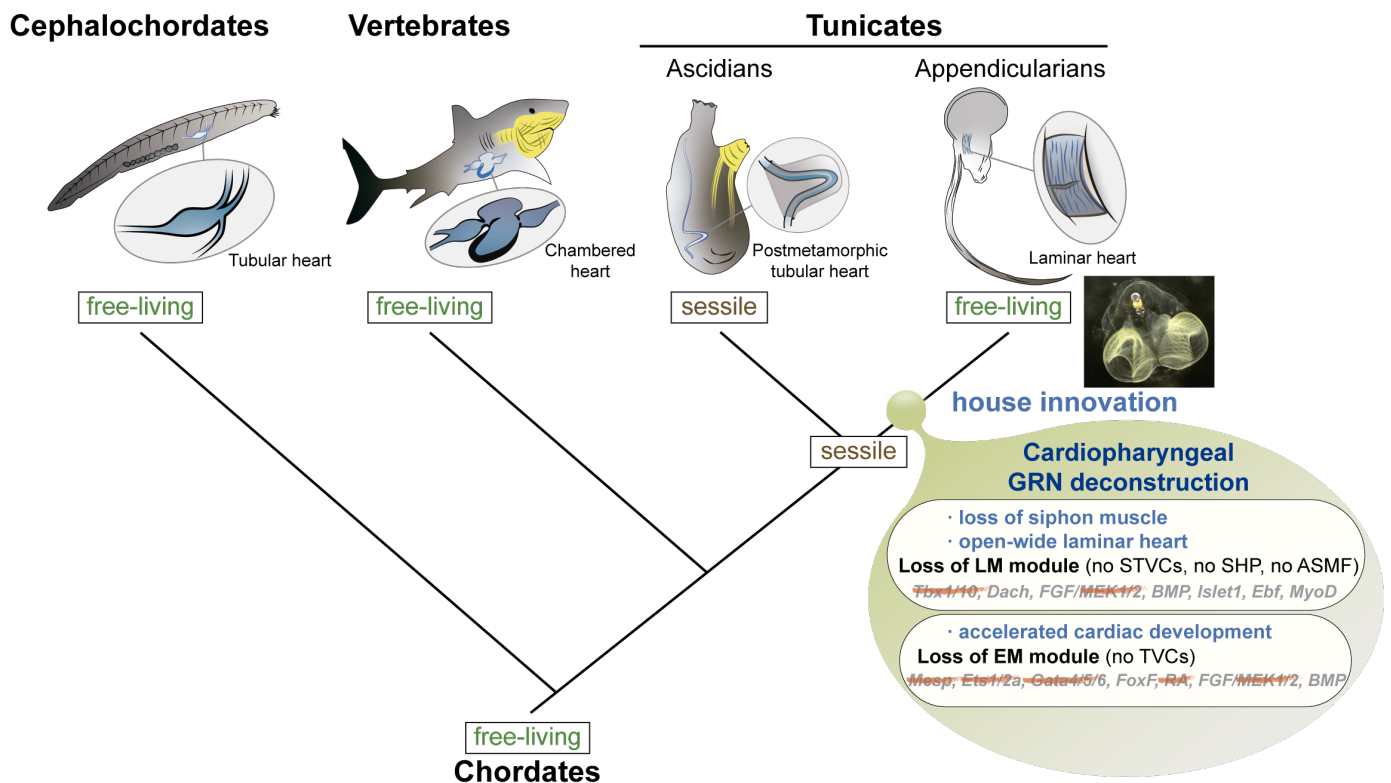 Cephalochordates
Vertebrates
Tunicates
Ascidians
Appendicularians
Tubular heart
Chambered
heart
Postmetamorphic
tubular heart
Laminar heart
free-living
free-living
sessile
free-living
house innovation
sessile
Cardiopharyngeal
GRN deconstruction
· loss of siphon muscle
· open-wide laminar heart
Loss of LM module (no STVCs, no SHP, no ASMF)
Tbx1/10, Dach, FGF/MEK1/2, BMP, Islet1, Ebf, MyoD
· accelerated cardiac development
Loss of EM module (no TVCs)
Mesp, Ets1/2a, Gata4/5/6, FoxF, RA, FGF/MEK1/2, BMP
free-living
Chordates